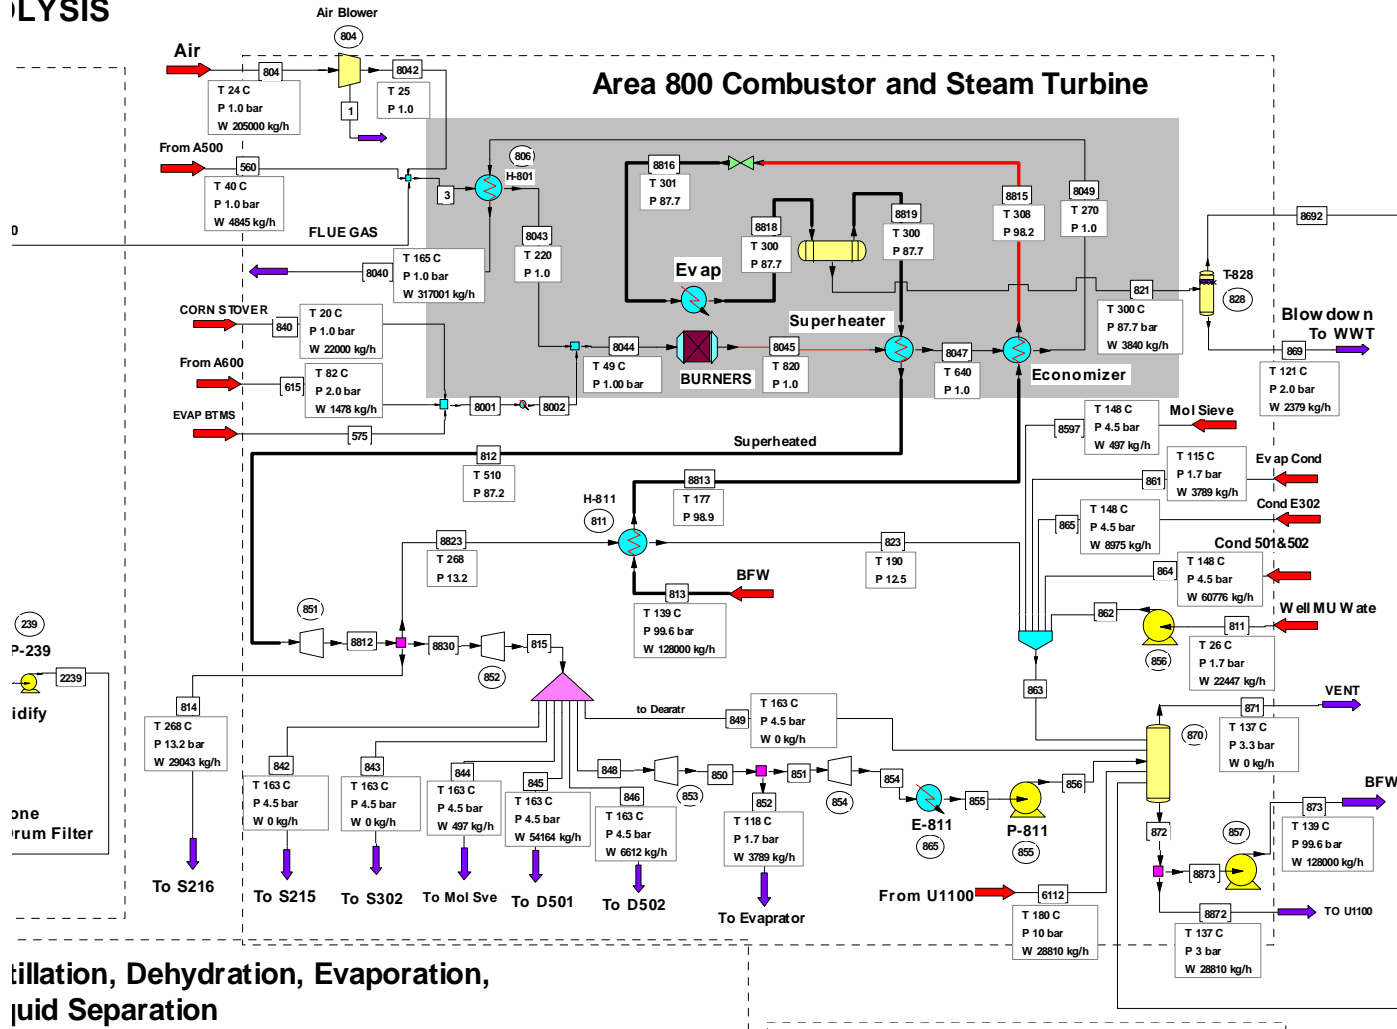 LYSIS
Air Blower
804
Air
804
8042
T 24 C
P 1.0 bar
W 205000 kg/h
T 25
P 1.0
1
Area 800 Combustor and Steam Turbine
From A500
560
T 40 C
P 1.0 bar
W 4845 kg/h
3
806
H-801
8816
T 301
P 87.7
8815
T 308
P 98.2
8049
T 270
P 1.0
8692
0
FLUE GAS
8043
T 220
P 1.0
8818
T 300
P 87.7
8819
T 300
P 87.7
8040
T 165 C
P 1.0 bar
W 317001 kg/h
Evap
821
T 300 C
P 87.7 bar
W 3840 kg/h
T-828
828
CORN STOVER
840
T 20 C
P 1.0 bar
W 22000 kg/h
Superheater
Blow down
To WWT
869
T 121 C
P 2.0 bar
W 2379 kg/h
From A600
615
T 82 C
P 2.0 bar
W 1478 kg/h
8044
T 49 C
P 1.00 bar
BURNERS
8045
T 820
P 1.0
8047
T 640
P 1.0
Economizer
EVAP BTMS
575
8001
8002
T 148 C
P 4.5 bar
W 497 kg/h
8597
Mol Sieve
Superheated
812
T 510
P 87.2
T 115 C
P 1.7 bar
W 3789 kg/h
861
Evap Cond
8813
T 177
P 98.9
H-811
811
T 148 C
P 4.5 bar
W 8975 kg/h
865
Cond E302
8823
T 268
P 13.2
823
T 190
P 12.5
Cond 501&502
864
T 148 C
P 4.5 bar
W 60776 kg/h
BFW
813
T 139 C
P 99.6 bar
W 128000 kg/h
862
856
811
Well MU Wate
T 26 C
P 1.7 bar
W 22447 kg/h
239
P-239
2239
idify
851
8812
8830
852
815
863
814
T 268 C
P 13.2 bar
W 29043 kg/h
to Dearatr
849
T 163 C
P 4.5 bar
W 0 kg/h
VENT
871
T 137 C
P 3.3 bar
W 0 kg/h
870
842
T 163 C
P 4.5 bar
W 0 kg/h
843
T 163 C
P 4.5 bar
W 0 kg/h
844
T 163 C
P 4.5 bar
W 497 kg/h
845
T 163 C
P 4.5 bar
W 54164 kg/h
846
T 163 C
P 4.5 bar
W 6612 kg/h
848
853
850
851
854
854
855
856
852
T 118 C
P 1.7 bar
W 3789 kg/h
E-811
865
P-811
855
BFW
873
T 139 C
P 99.6 bar
W 128000 kg/h
872
857
8873
one
Drum Filter
To S216
To S215
To S302
To Mol Sve
To D501
To D502
To Evaprator
From U1100
6112
T 180 C
P 10 bar
W 28810 kg/h
8872
T 137 C
P 3 bar
W 28810 kg/h
TO U1100
tillation, Dehydration, Evaporation,
quid Separation